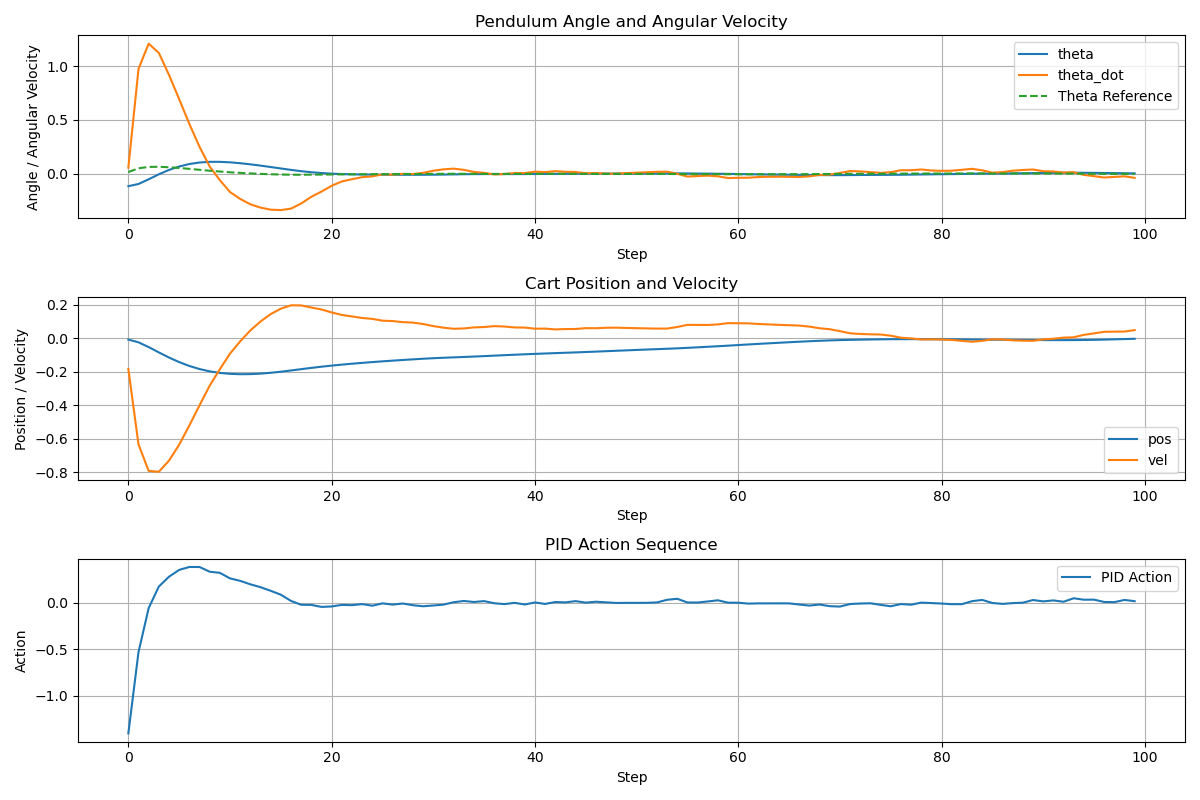 Pendulum Angle and Angular Velocity
Angle / Angular Velocity
1.0
0.5
0.0
theta
theta_dot
Theta Reference
0 20 40 60 80 100
Step
Cart Position and Velocity
Position / Velocity
0.2
0.0
−0.2
−0.4
−0.6
−0.8
pos
vel
0 20 40 60 80 100
Step
PID Action Sequence
Action
0.0
−0.5
−1.0
PID Action
0 20 40 60 80 100
Step